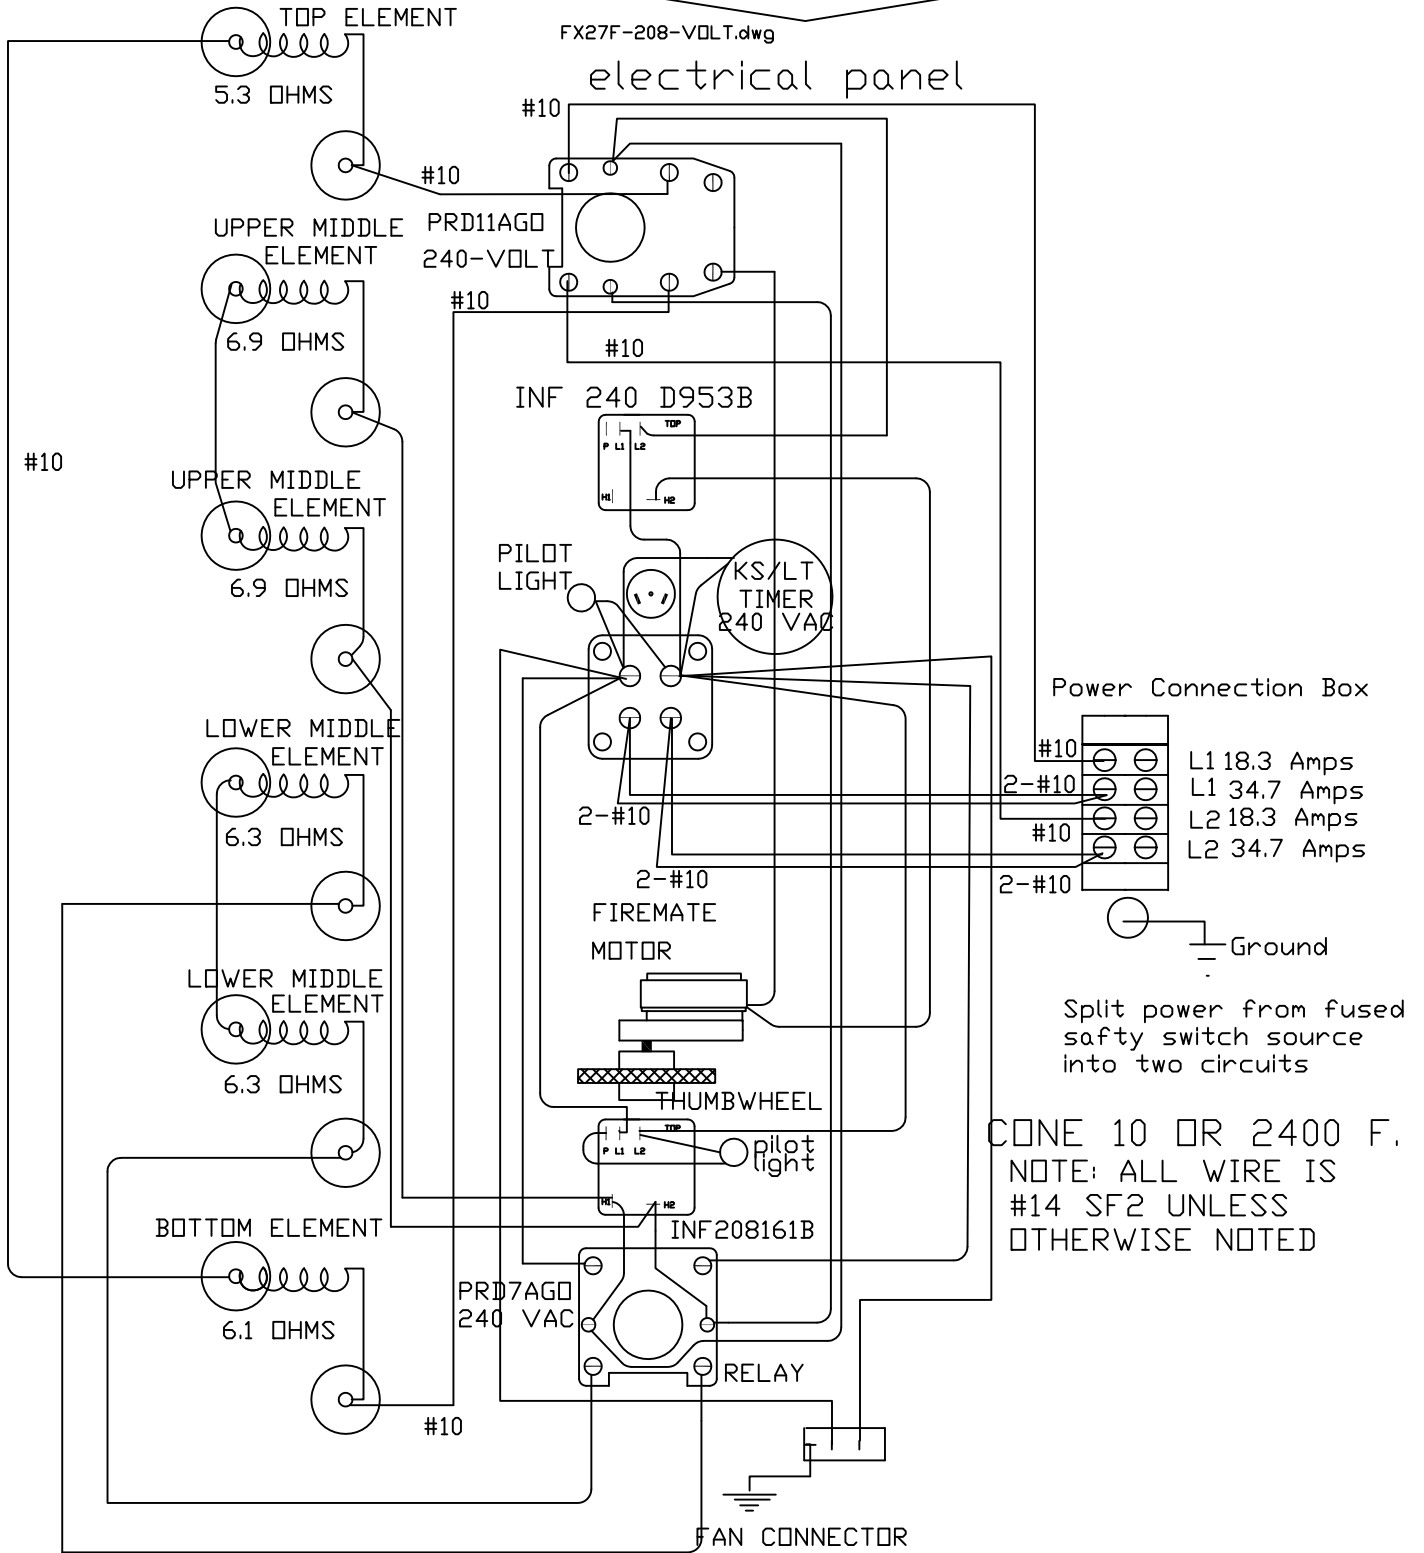 TOP ELEMENT
FX27F-208-VOLT.dwg
electrical panel
5.3 OHMS
#10
#10
UPPER MIDDLE
ELEMENT
PRD11AGO
240-VOLT
#10
6.9 OHMS
#10
INF 240 D953B
TOP
P L1 L2
#10
H1
H2
UPPER MIDDLE
ELEMENT
PILOT
LIGHT
KS/LT
TIMER
240 VAC
6.9 OHMS
Power Connection Box
LOWER MIDDLE
ELEMENT
#10
L1 18.3 Amps
2-#10
L1 34.7 Amps
2-#10
L2 18.3 Amps
#10
6.3 OHMS
L2 34.7 Amps
2-#10
2-#10
FIREMATE
MOTOR
Ground
LOWER MIDDLE
ELEMENT
Split power from fused
safty switch source
into two circuits
6.3 OHMS
THUMBWHEEL
TOP
P L1 L2
pilot
light
CONE 10 OR 2400 F.
NOTE: ALL WIRE IS
#14 SF2 UNLESS
OTHERWISE NOTED
H1
H2
INF208161B
BOTTOM ELEMENT
PRD7AGO
240 VAC
6.1 OHMS
RELAY
#10
FAN CONNECTOR